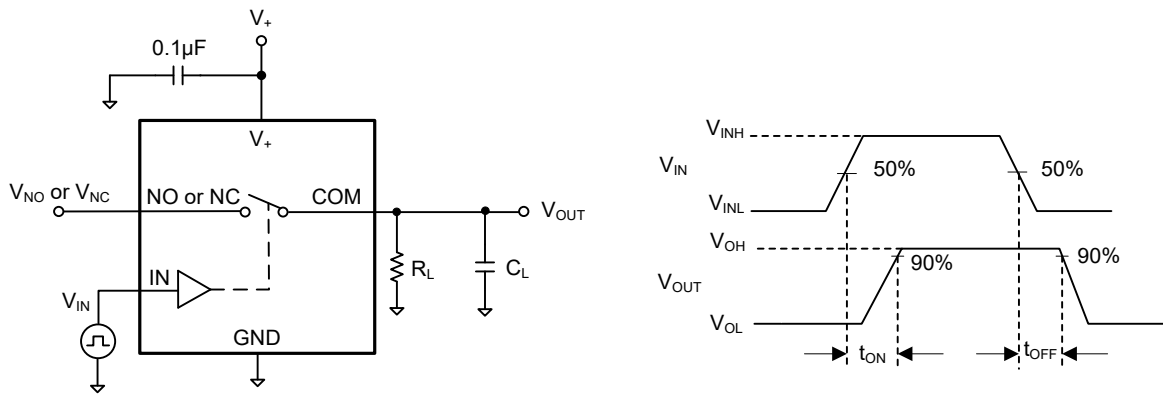 V+
0.1µF
V+
VNO or VNC
NO or NC
COM
VOUT
IN
RL
CL
VIN
GND
VINH
VIN
50%
50%
VINL
VOH
90%
90%
VOUT
VOL
tON
tOFF